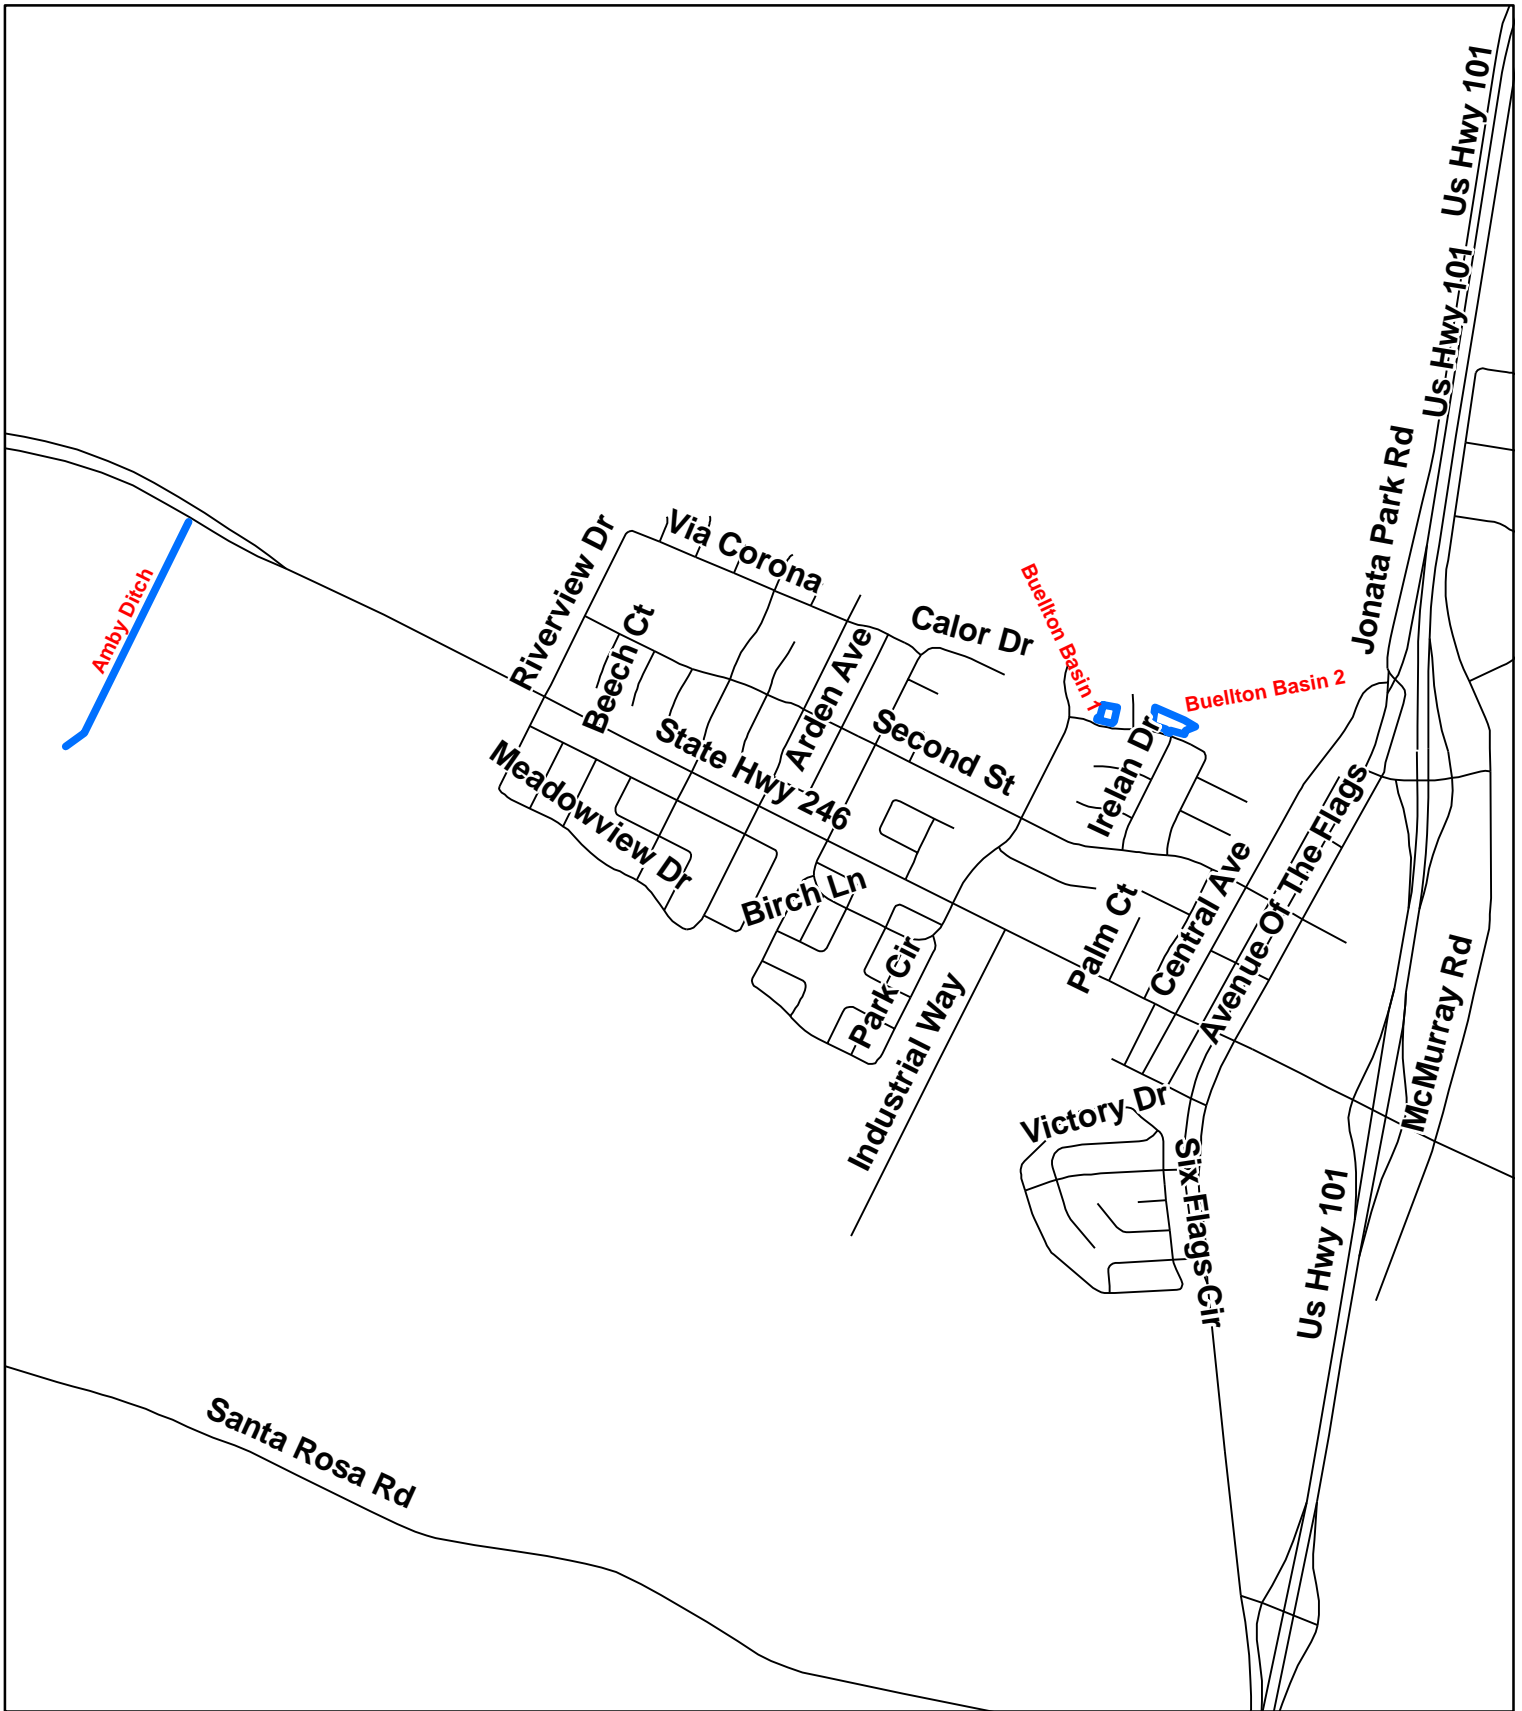 Us Hwy 101
Us Hwy 101
Jonata Park Rd
Via Corona
Riverview Dr
Amby Ditch
Beech Ct
Calor Dr
Buellton Basin 1
Buellton Basin 2
Arden Ave
Second St
State Hwy 246
Irelan Dr
Meadowview Dr
Avenue Of The Flags
Birch Ln
Central Ave
Palm Ct
Park Cir
Industrial Way
McMurray Rd
Victory Dr
Six Flags Cir
Us Hwy 101
Santa Rosa Rd